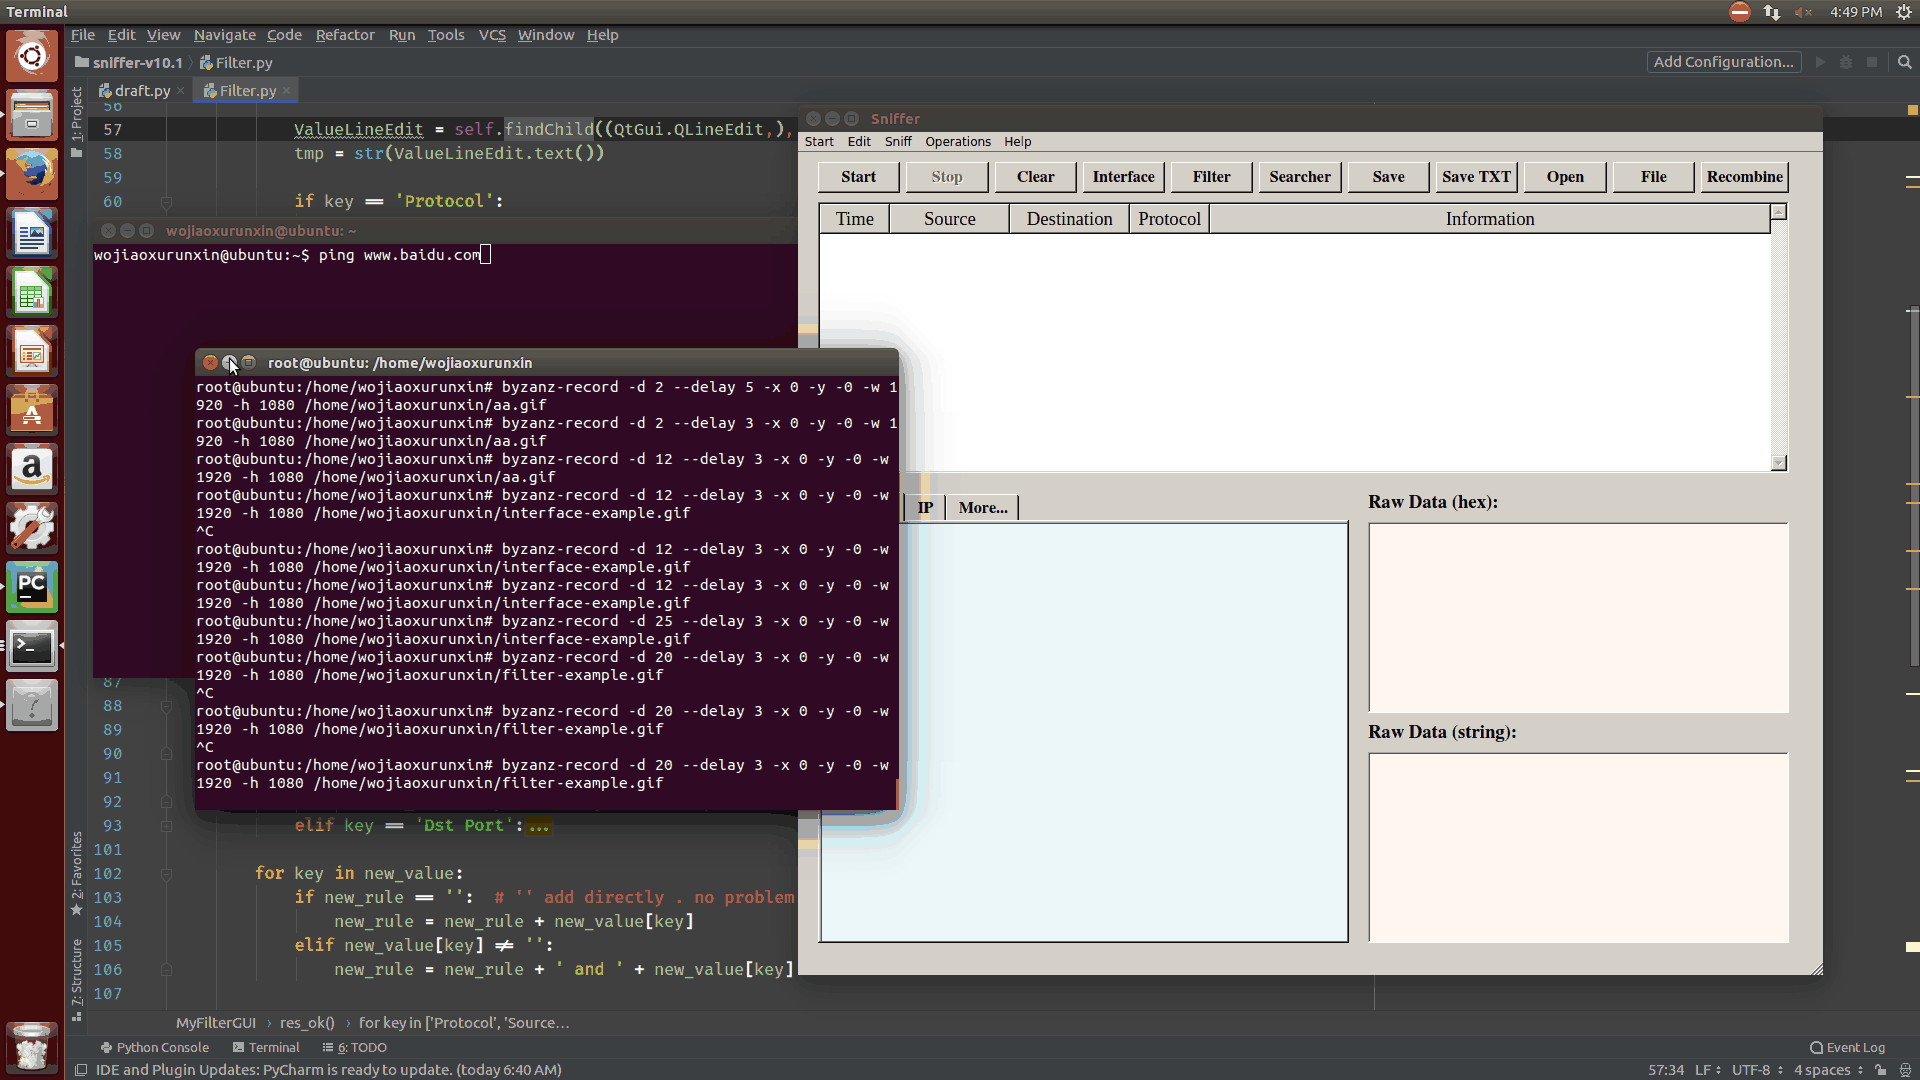 Terminal
4:49 PM
File Edit View Navigate Code Refactor Run Tools VCS Window Help
sniffer-v10.1 Filter.py
Add Configuration...
draft.py Filter.py
1: Project
56
57 ValueLineEdit = self.findChild((QtGui.QLineEdit,),
58 tmp = str(ValueLineEdit.text())
59
60 if key == 'Protocol':
wojiaoxurunxin@ubuntu: ~
wojiaoxurunxin@ubuntu:~$ ping www.baidu.com
Sniffer
Start Edit Sniff Operations Help
Start Stop Clear Interface Filter Searcher Save Save TXT Open File Recombine
Time Source Destination Protocol Information
root@ubuntu: /home/wojiaoxurunxin
root@ubuntu:/home/wojiaoxurunxin# byzanz-record -d 2 --delay 5 -x 0 -y -0 -w 1
920 -h 1080 /home/wojiaoxurunxin/aa.gif
root@ubuntu:/home/wojiaoxurunxin# byzanz-record -d 2 --delay 3 -x 0 -y -0 -w 1
920 -h 1080 /home/wojiaoxurunxin/aa.gif
root@ubuntu:/home/wojiaoxurunxin# byzanz-record -d 12 --delay 3 -x 0 -y -0 -w
1920 -h 1080 /home/wojiaoxurunxin/aa.gif
root@ubuntu:/home/wojiaoxurunxin# byzanz-record -d 12 --delay 3 -x 0 -y -0 -w
1920 -h 1080 /home/wojiaoxurunxin/interface-example.gif
^C
root@ubuntu:/home/wojiaoxurunxin# byzanz-record -d 12 --delay 3 -x 0 -y -0 -w
1920 -h 1080 /home/wojiaoxurunxin/interface-example.gif
root@ubuntu:/home/wojiaoxurunxin# byzanz-record -d 12 --delay 3 -x 0 -y -0 -w
1920 -h 1080 /home/wojiaoxurunxin/interface-example.gif
root@ubuntu:/home/wojiaoxurunxin# byzanz-record -d 25 --delay 3 -x 0 -y -0 -w
1920 -h 1080 /home/wojiaoxurunxin/interface-example.gif
root@ubuntu:/home/wojiaoxurunxin# byzanz-record -d 20 --delay 3 -x 0 -y -0 -w
1920 -h 1080 /home/wojiaoxurunxin/filter-example.gif
^C
root@ubuntu:/home/wojiaoxurunxin# byzanz-record -d 20 --delay 3 -x 0 -y -0 -w
1920 -h 1080 /home/wojiaoxurunxin/filter-example.gif
^C
root@ubuntu:/home/wojiaoxurunxin# byzanz-record -d 20 --delay 3 -x 0 -y -0 -w
1920 -h 1080 /home/wojiaoxurunxin/filter-example.gif
IP More...
Raw Data (hex):
Raw Data (string):
87
88
89
90
91
92
93 elif key == 'Dst Port':...
101
102 for key in new_value:
103 if new_rule == '': # '' add directly . no problem
104 new_rule = new_rule + new_value[key]
105 elif new_value[key] ≠ '':
106 new_rule = new_rule + ' and ' + new_value[key]
107
2: Favorites
7: Structure
MyFilterGUI › res_ok() › for key in ['Protocol', 'Source...
Python Console Terminal 6: TODO
Event Log
IDE and Plugin Updates: PyCharm is ready to update. (today 6:40 AM)
57:34 LF UTF-8 4 spaces
PC
a